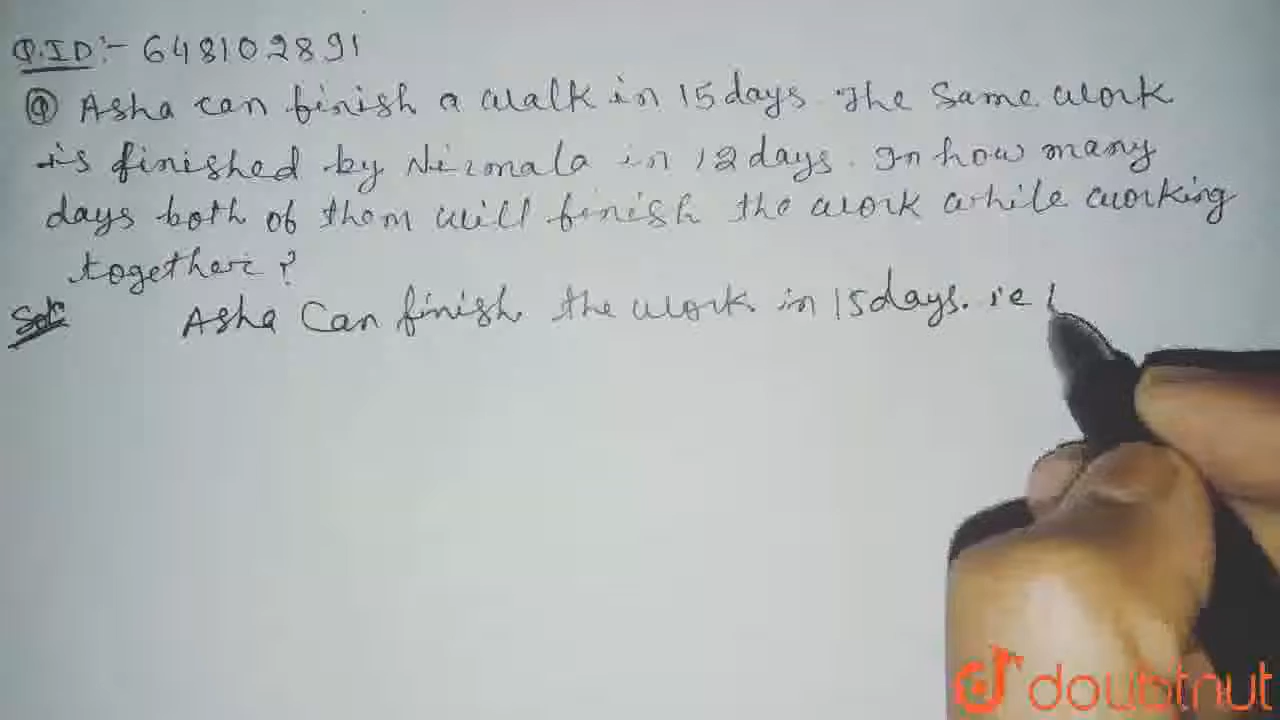 Q.ID:- 648102891
Q Asha can finish a walk in 15 days. The same work
is finished by Nirmala in 12 days. In how many
days both of them will finish the work while working
together?
Sol: Asha Can finish the work in 15 days. i.e
doubtnut